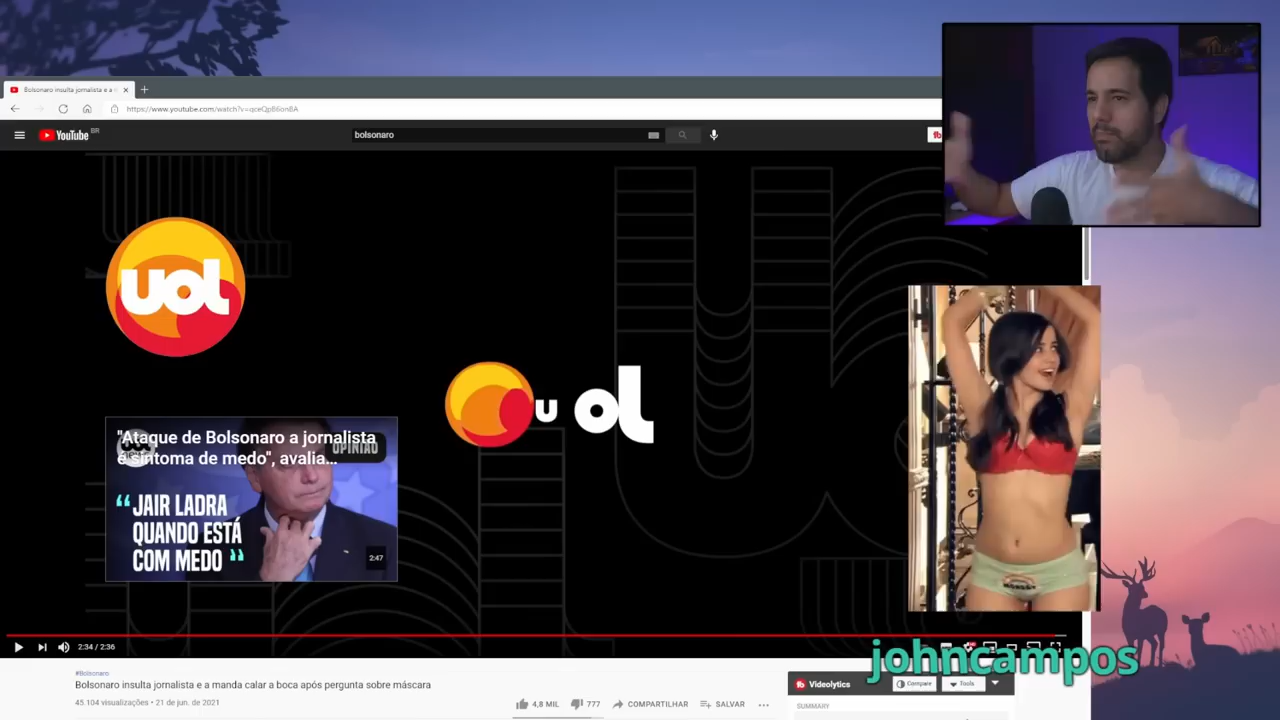 Bolsonaro insulta jornalista e a
https://www.youtube.com/watch?v=qceQpB6on8A
YouTube BR
bolsonaro
uol
u ol
"Ataque de Bolsonaro a jornalista
é sintoma de medo", avalia...
OPINIÃO
“JAIR LADRA
QUANDO ESTÁ
COM MEDO”
2:47
2:34 / 2:36
johncampos
#Bolsonaro
Bolsonaro insulta jornalista e a manda calar a boca após pergunta sobre máscara
45.104 visualizações • 21 de jun. de 2021
4,8 MIL
777
COMPARTILHAR
SALVAR
Videolytics
Compare
Tools
SUMMARY